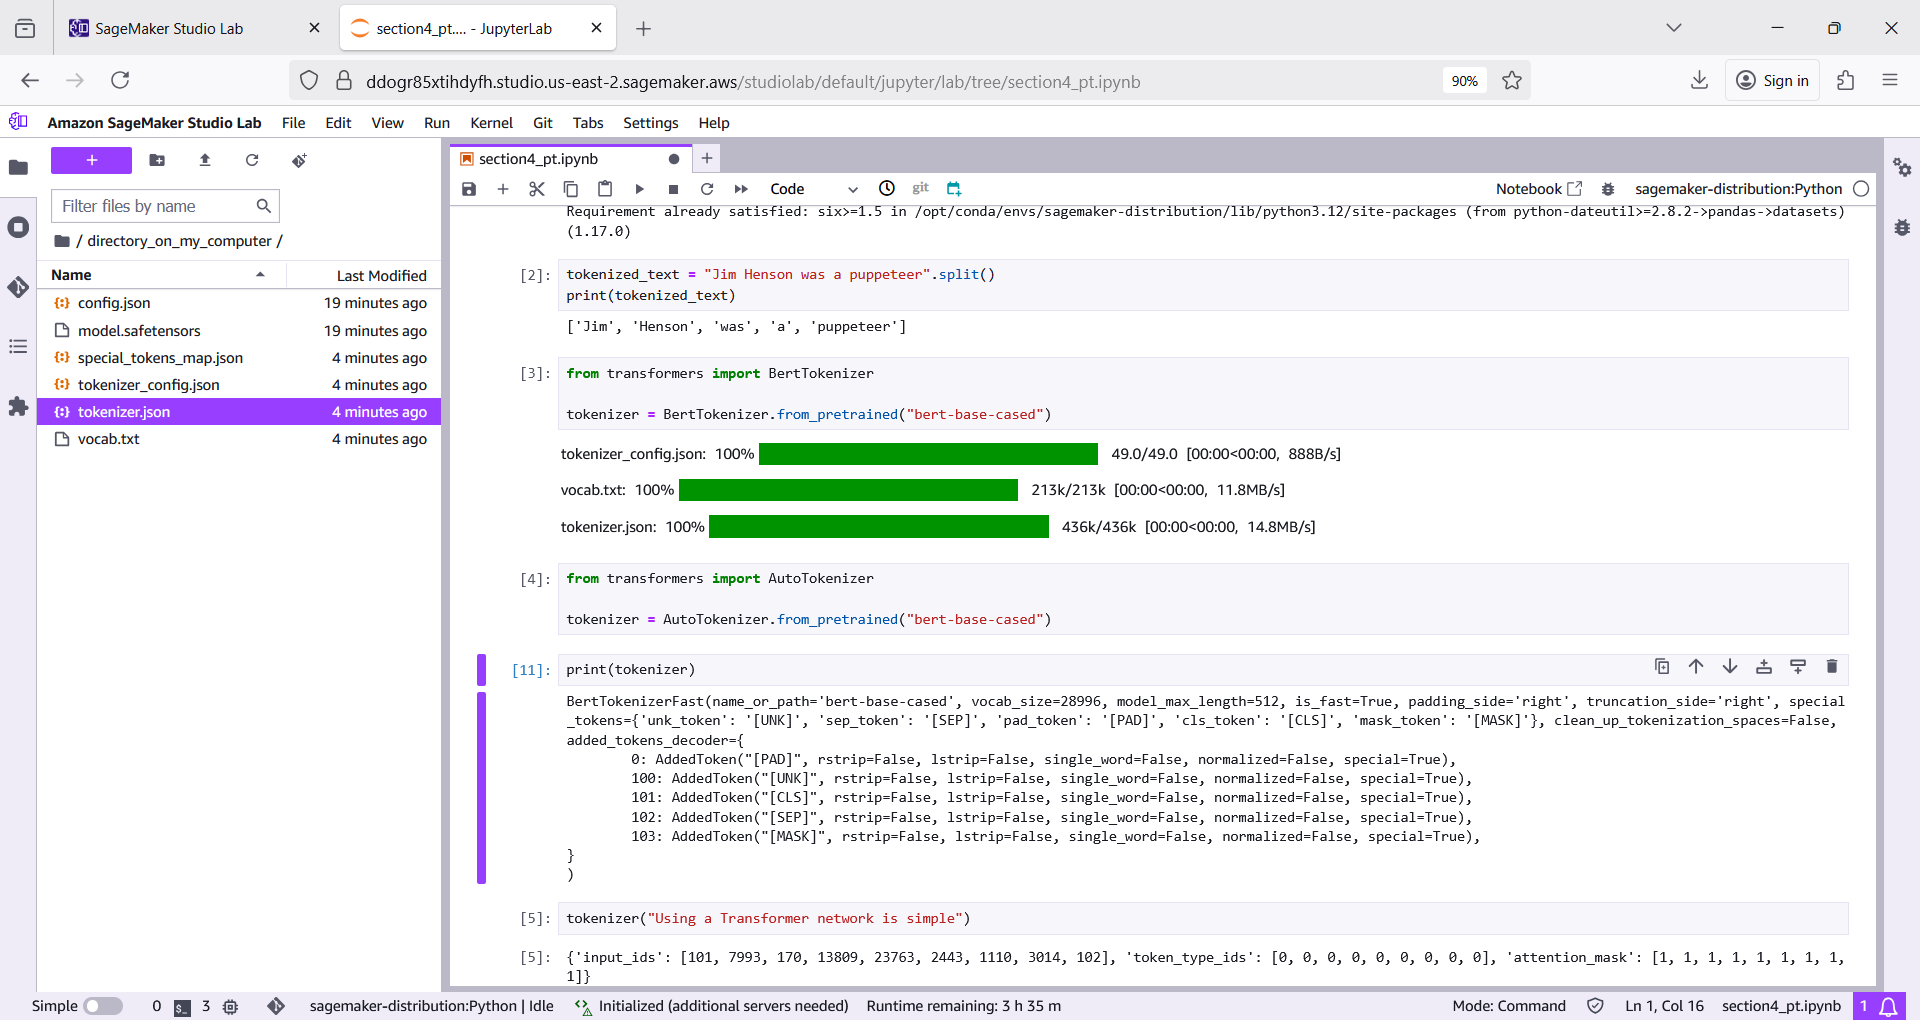 SageMaker Studio Lab
section4_pt.... - JupyterLab
ddogr85xtihdyfh.studio.us-east-2.sagemaker.aws/studiolab/default/jupyter/lab/tree/section4_pt.ipynb
90%
Sign in
Amazon SageMaker Studio Lab File Edit View Run Kernel Git Tabs Settings Help
Filter files by name
/ directory_on_my_computer /
Name Last Modified
config.json 19 minutes ago
model.safetensors 19 minutes ago
special_tokens_map.json 4 minutes ago
tokenizer_config.json 4 minutes ago
tokenizer.json 4 minutes ago
vocab.txt 4 minutes ago
section4_pt.ipynb
Code
git
Notebook
sagemaker-distribution:Python
Requirement already satisfied: six>=1.5 in /opt/conda/envs/sagemaker-distribution/lib/python3.12/site-packages (from python-dateutil>=2.8.2->pandas->datasets)
(1.17.0)
[2]: tokenized_text = "Jim Henson was a puppeteer".split()
print(tokenized_text)
['Jim', 'Henson', 'was', 'a', 'puppeteer']
[3]: from transformers import BertTokenizer
tokenizer = BertTokenizer.from_pretrained("bert-base-cased")
tokenizer_config.json: 100% 49.0/49.0 [00:00<00:00, 888B/s]
vocab.txt: 100% 213k/213k [00:00<00:00, 11.8MB/s]
tokenizer.json: 100% 436k/436k [00:00<00:00, 14.8MB/s]
[4]: from transformers import AutoTokenizer
tokenizer = AutoTokenizer.from_pretrained("bert-base-cased")
[11]: print(tokenizer)
BertTokenizerFast(name_or_path='bert-base-cased', vocab_size=28996, model_max_length=512, is_fast=True, padding_side='right', truncation_side='right', special
_tokens={'unk_token': '[UNK]', 'sep_token': '[SEP]', 'pad_token': '[PAD]', 'cls_token': '[CLS]', 'mask_token': '[MASK]'}, clean_up_tokenization_spaces=False,
added_tokens_decoder={
0: AddedToken("[PAD]", rstrip=False, lstrip=False, single_word=False, normalized=False, special=True),
100: AddedToken("[UNK]", rstrip=False, lstrip=False, single_word=False, normalized=False, special=True),
101: AddedToken("[CLS]", rstrip=False, lstrip=False, single_word=False, normalized=False, special=True),
102: AddedToken("[SEP]", rstrip=False, lstrip=False, single_word=False, normalized=False, special=True),
103: AddedToken("[MASK]", rstrip=False, lstrip=False, single_word=False, normalized=False, special=True),
}
)
[5]: tokenizer("Using a Transformer network is simple")
[5]: {'input_ids': [101, 7993, 170, 13809, 23763, 2443, 1110, 3014, 102], 'token_type_ids': [0, 0, 0, 0, 0, 0, 0, 0, 0], 'attention_mask': [1, 1, 1, 1, 1, 1, 1, 1,
1]}
Simple 0 3 sagemaker-distribution:Python | Idle Initialized (additional servers needed) Runtime remaining: 3 h 35 m Mode: Command Ln 1, Col 16 section4_pt.ipynb 1